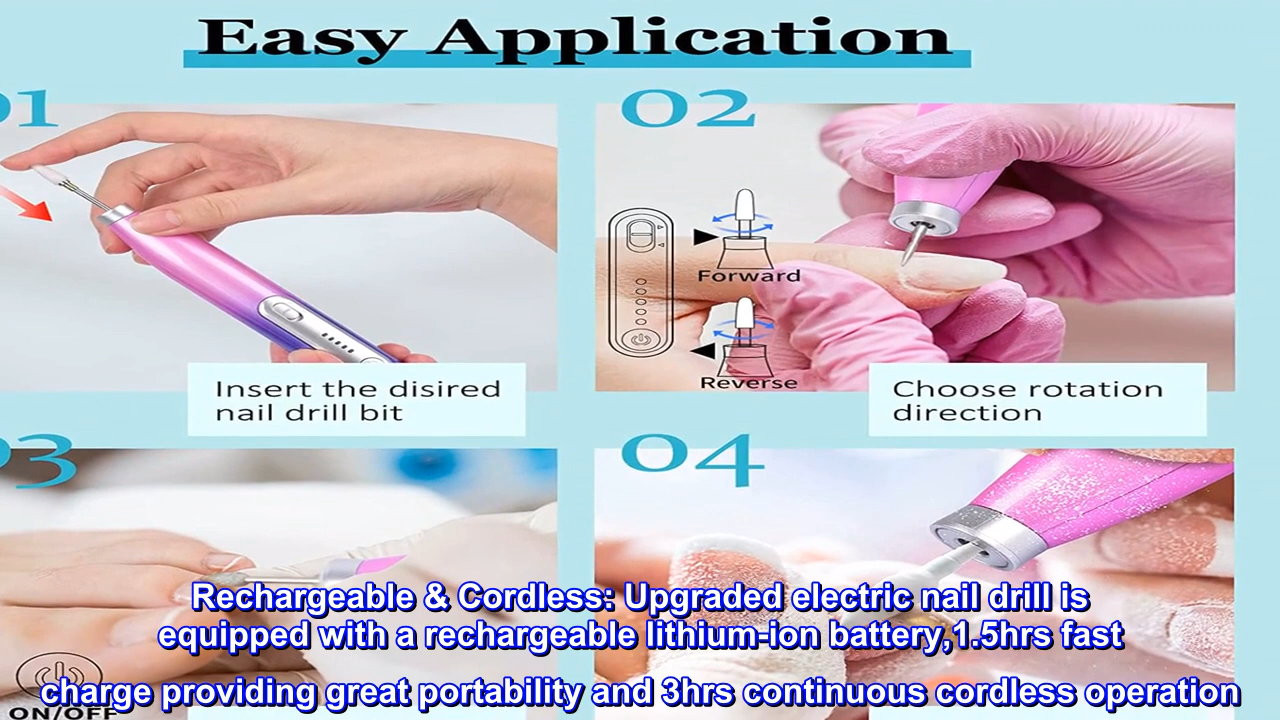 Easy Application
01
02
Forward
Reverse
Insert the disired
nail drill bit
Choose rotation
direction
03
04
Rechargeable & Cordless: Upgraded electric nail drill is
equipped with a rechargeable lithium-ion battery,1.5hrs fast
charge providing great portability and 3hrs continuous cordless operation
ON/OFF